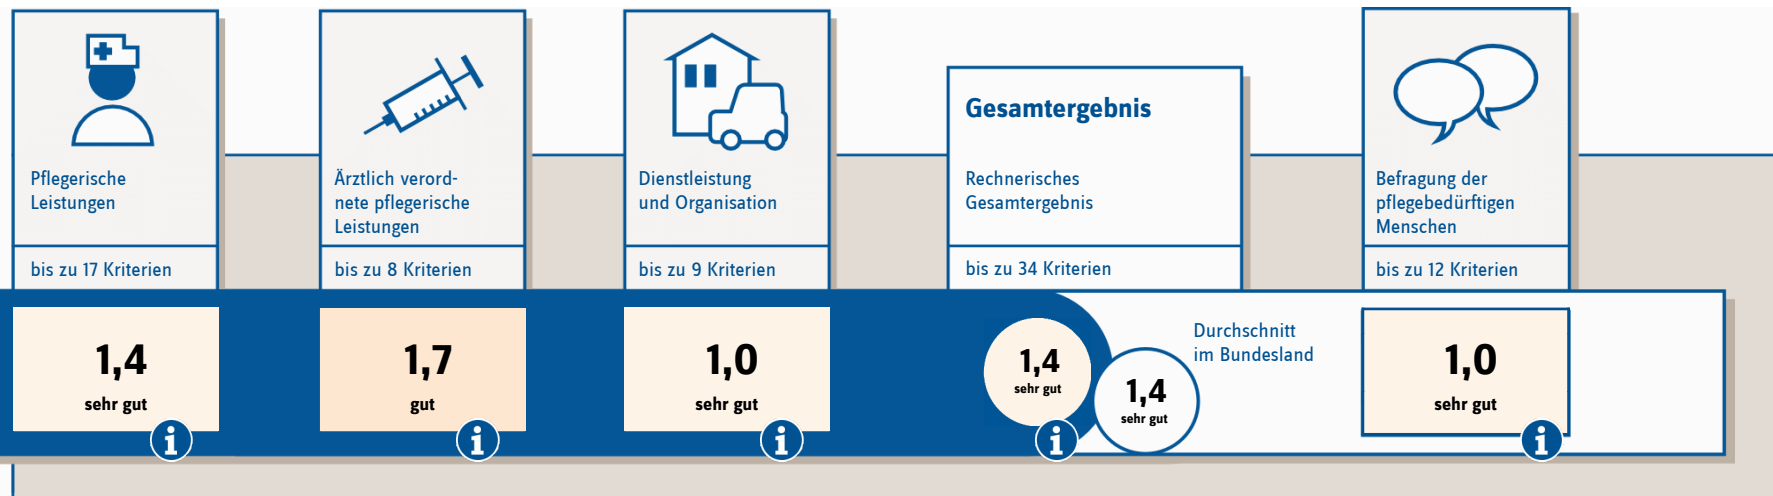 Pflegerische
Leistungen
bis zu 17 Kriterien
1,4
sehr gut
i
Ärztlich verord-
nete pflegerische
Leistungen
bis zu 8 Kriterien
1,7
gut
i
Dienstleistung
und Organisation
bis zu 9 Kriterien
1,0
sehr gut
i
Gesamtergebnis
Rechnerisches
Gesamtergebnis
bis zu 34 Kriterien
1,4
sehr gut
i
1,4
sehr gut
Durchschnitt
im Bundesland
Befragung der
pflegebedürftigen
Menschen
bis zu 12 Kriterien
1,0
sehr gut
i